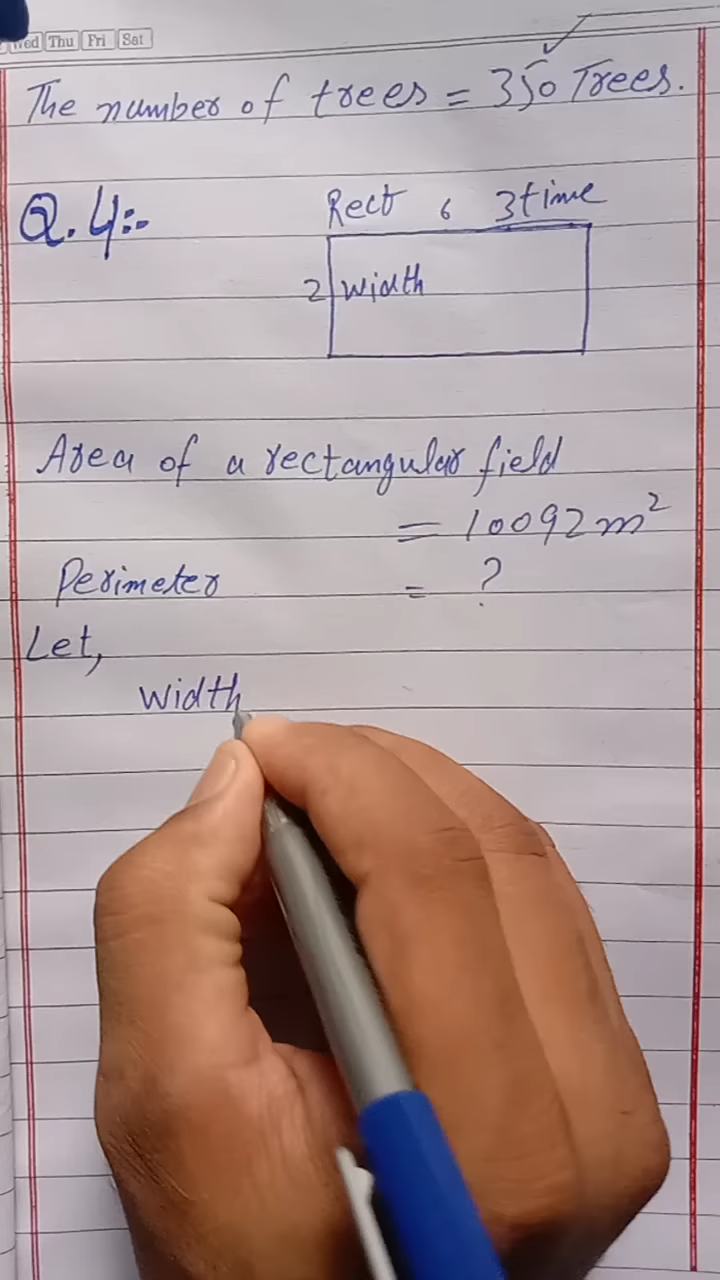 Wed Thu Fri Sat
The number of trees = 350 Trees.
Q.4:-
Rect 6 3time
2 width
Area of a rectangular field
= 10092 m²
Perimeter = ?
Let,
width